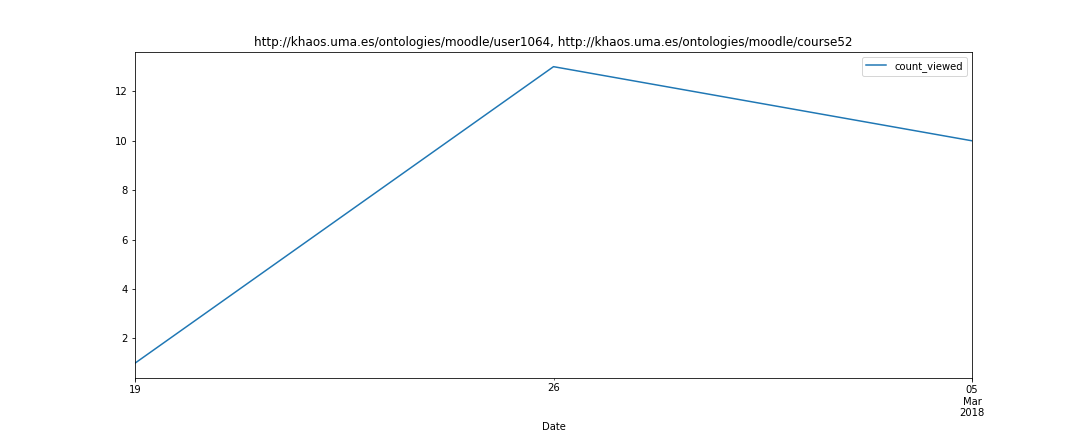 http://khaos.uma.es/ontologies/moodle/user1064, http://khaos.uma.es/ontologies/moodle/course52
count_viewed
12
10
8
6
4
2
19
26
05
Mar
2018
Date